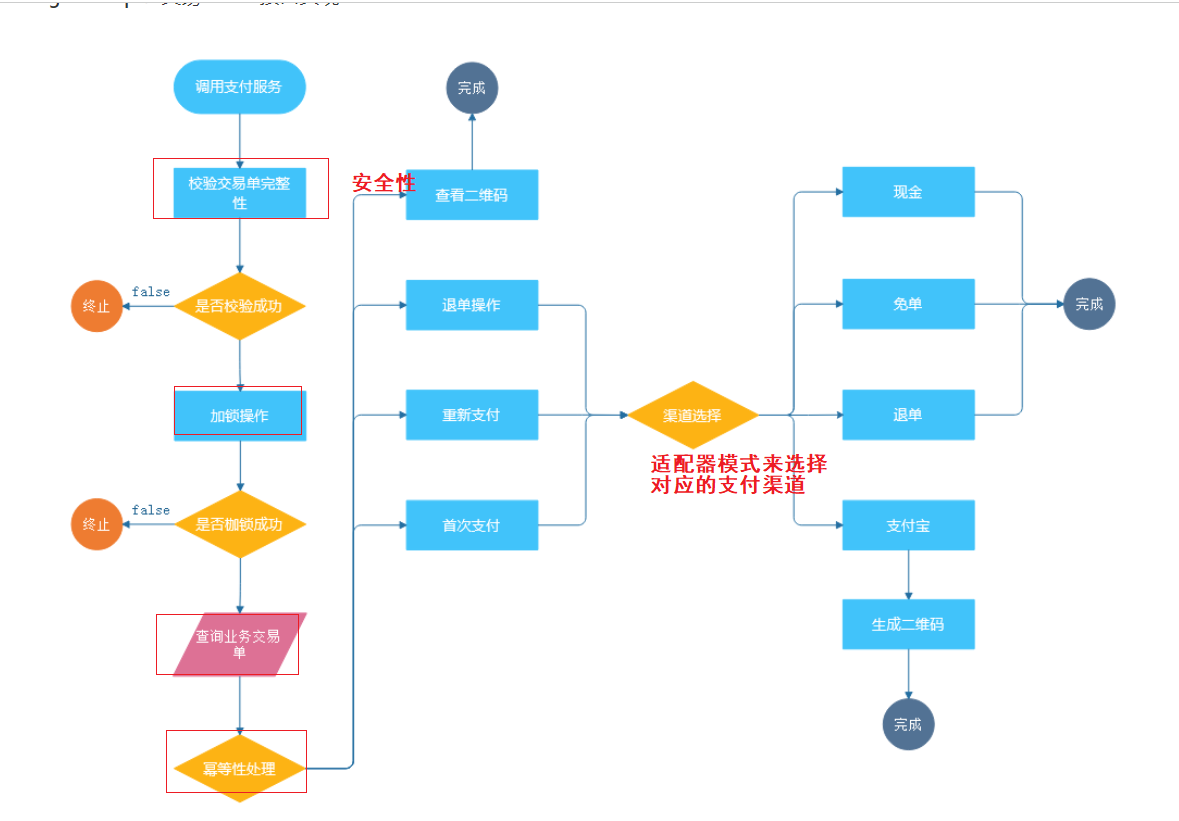 调用支付服务
校验交易单完整
性
是否校验成功
false
终止
加锁操作
是否枷锁成功
false
终止
查询业务交易
单
幂等性处理
完成
安全性
查看二维码
退单操作
重新支付
首次支付
渠道选择
适配器模式来选择
对应的支付渠道
现金
免单
退单
完成
支付宝
生成二维码
完成